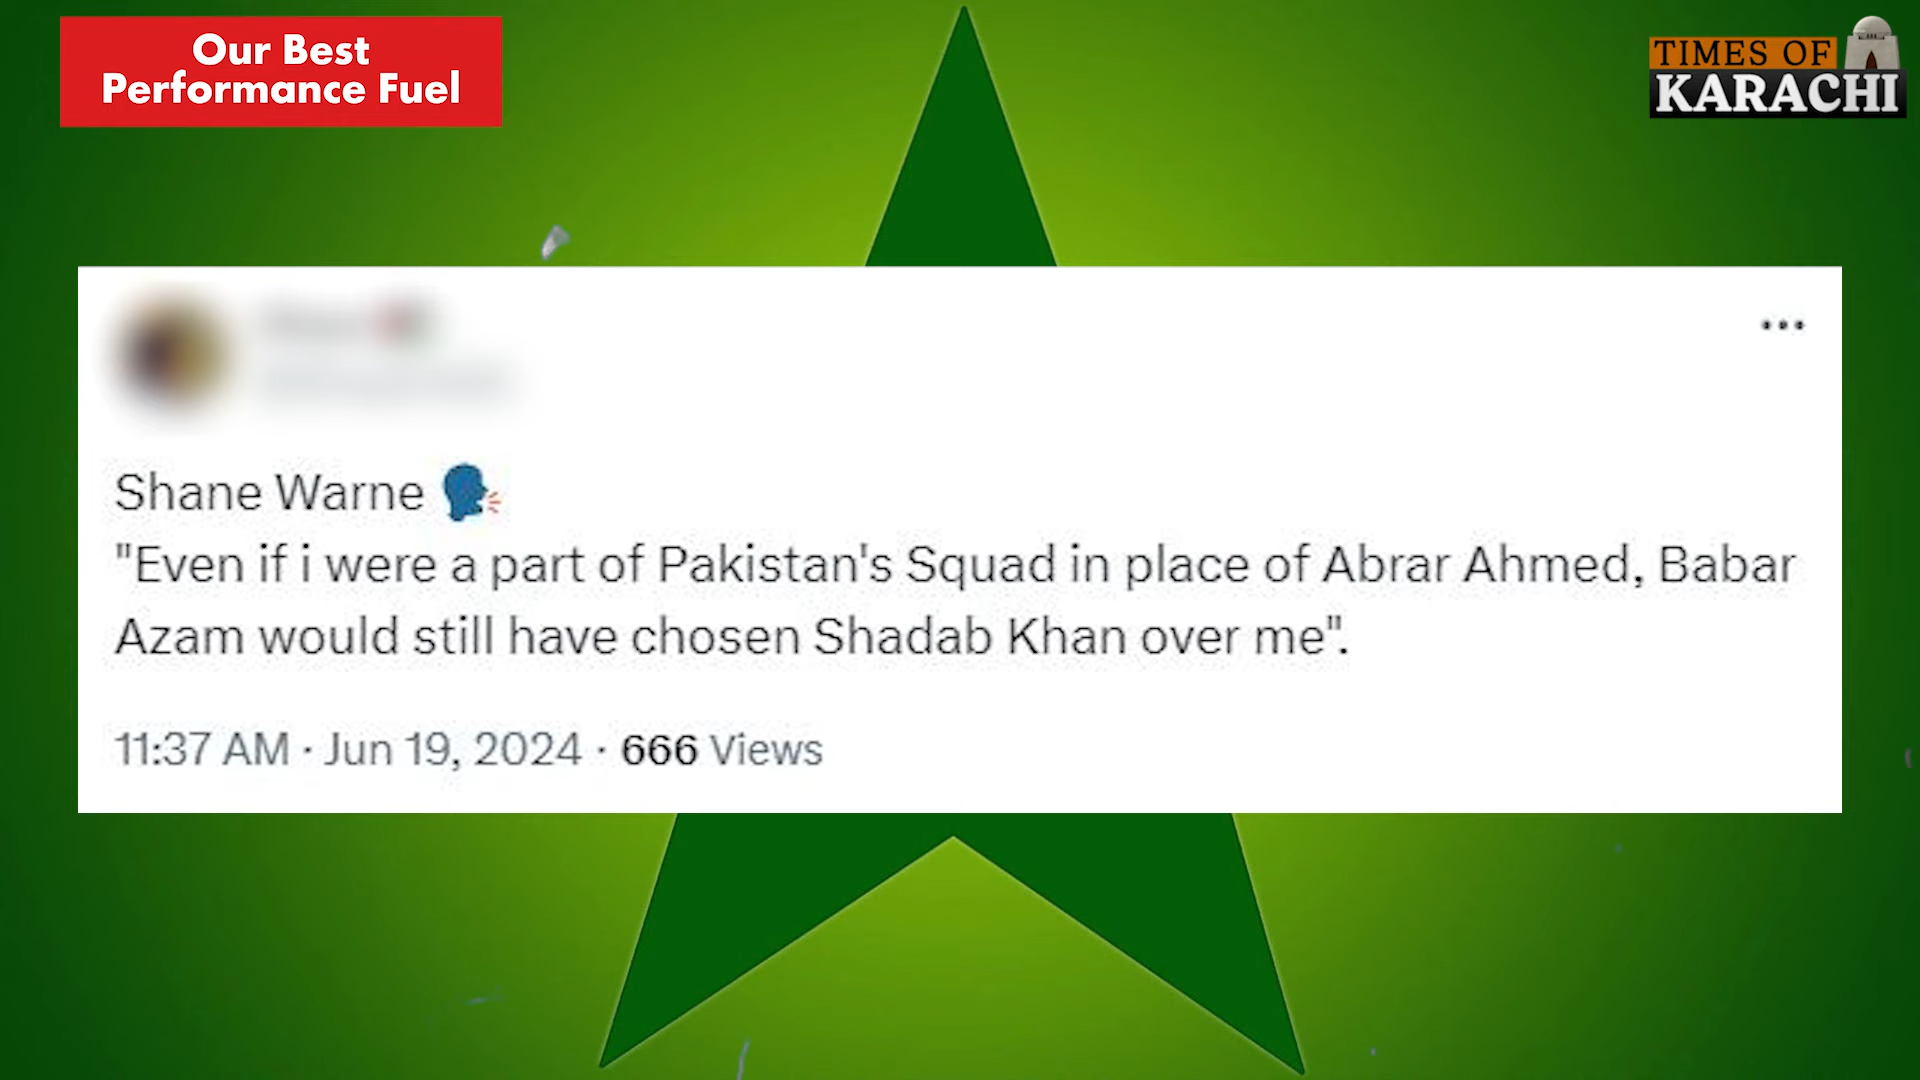 Our Best
Performance Fuel
TIMES OF
KARACHI
Shane Warne 🗣
"Even if i were a part of Pakistan's Squad in place of Abrar Ahmed, Babar
Azam would still have chosen Shadab Khan over me".
11:37 AM · Jun 19, 2024 · 666 Views